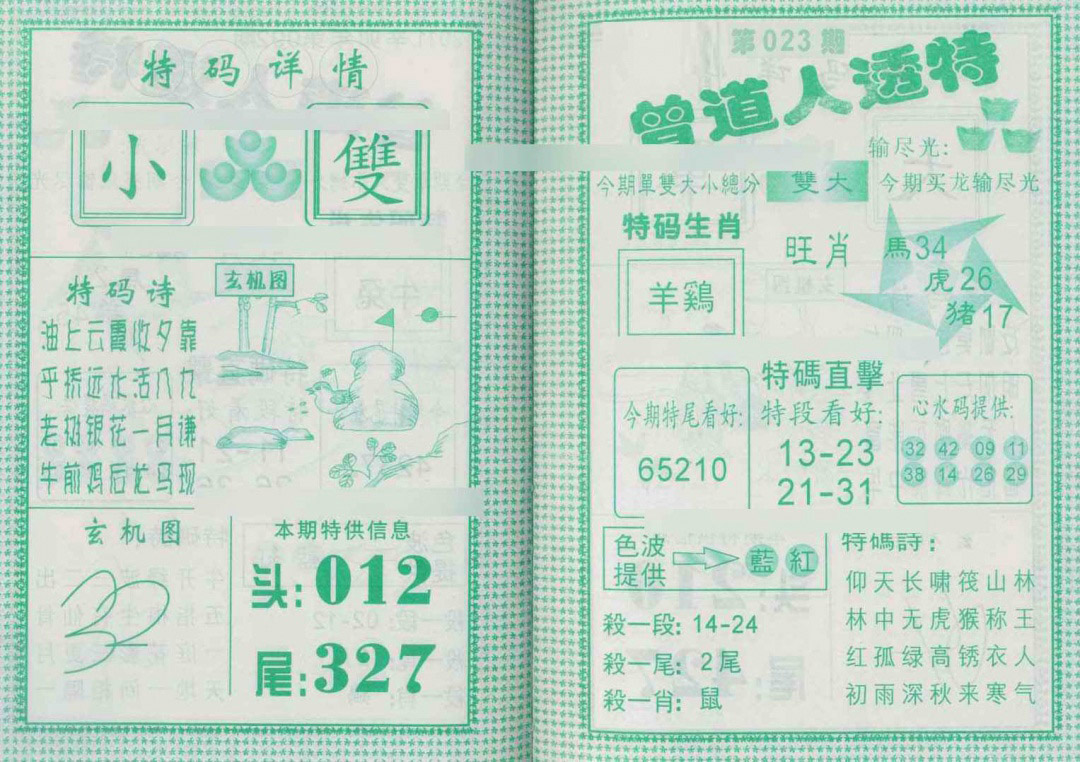 特码详情
小 雙
特码诗
油上云霞收夕靠
乎桥远水活八九
老极银花一月谦
牛前鸡后龙马现
玄机图
玄机图
本期特供信息
头:012
尾:327
第023期
曾道人透特
输尽光:
今期單雙大小總分 雙大 今期买龙输尽光
特码生肖
羊鷄
旺肖
馬34
虎26
猪17
今期特尾看好:
65210
特碼直擊
特段看好:
13-23
21-31
心水码提供:
32 42 09 11
38 14 26 29
色波提供 藍 紅
殺一段: 14-24
殺一尾: 2尾
殺一肖: 鼠
特碼詩:
仰天长啸筏山林
林中无虎猴称王
红孤绿高锈衣人
初雨深秋来寒气